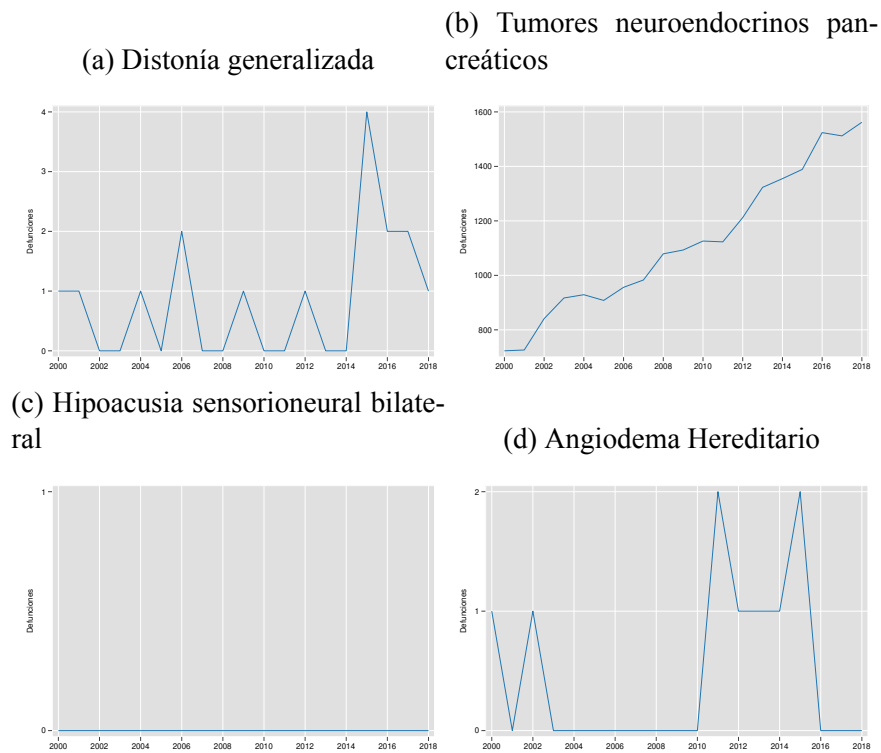 (a) Distonía generalizada
4
3
2
1
0
Defunciones
2000 2002 2004 2006 2008 2010 2012 2014 2016 2018
(b) Tumores neuroendocrinos pan-
creáticos
1600
1400
1200
1000
800
Defunciones
2000 2002 2004 2006 2008 2010 2012 2014 2016 2018
(c) Hipoacusia sensorioneural bilate-
ral
1
0
Defunciones
2000 2002 2004 2006 2008 2010 2012 2014 2016 2018
(d) Angiodema Hereditario
2
1
0
Defunciones
2000 2002 2004 2006 2008 2010 2012 2014 2016 2018